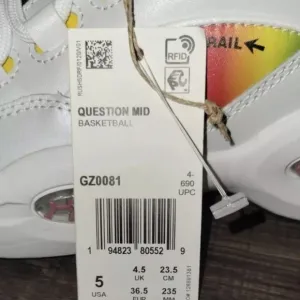 RAIL
RFID
QUESTION MID
BASKETBALL
GZ0081
4-
690
UPC
1 94823 80552 9
5
USA
4.5
UK
23.5
CM
36.5
EUR
235
MM